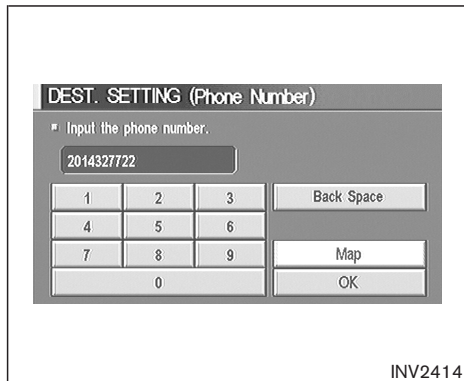 DEST. SETTING (Phone Number)
Input the phone number.
2014327722
1 2 3 Back Space
4 5 6
7 8 9 Map
0 OK
INV2414